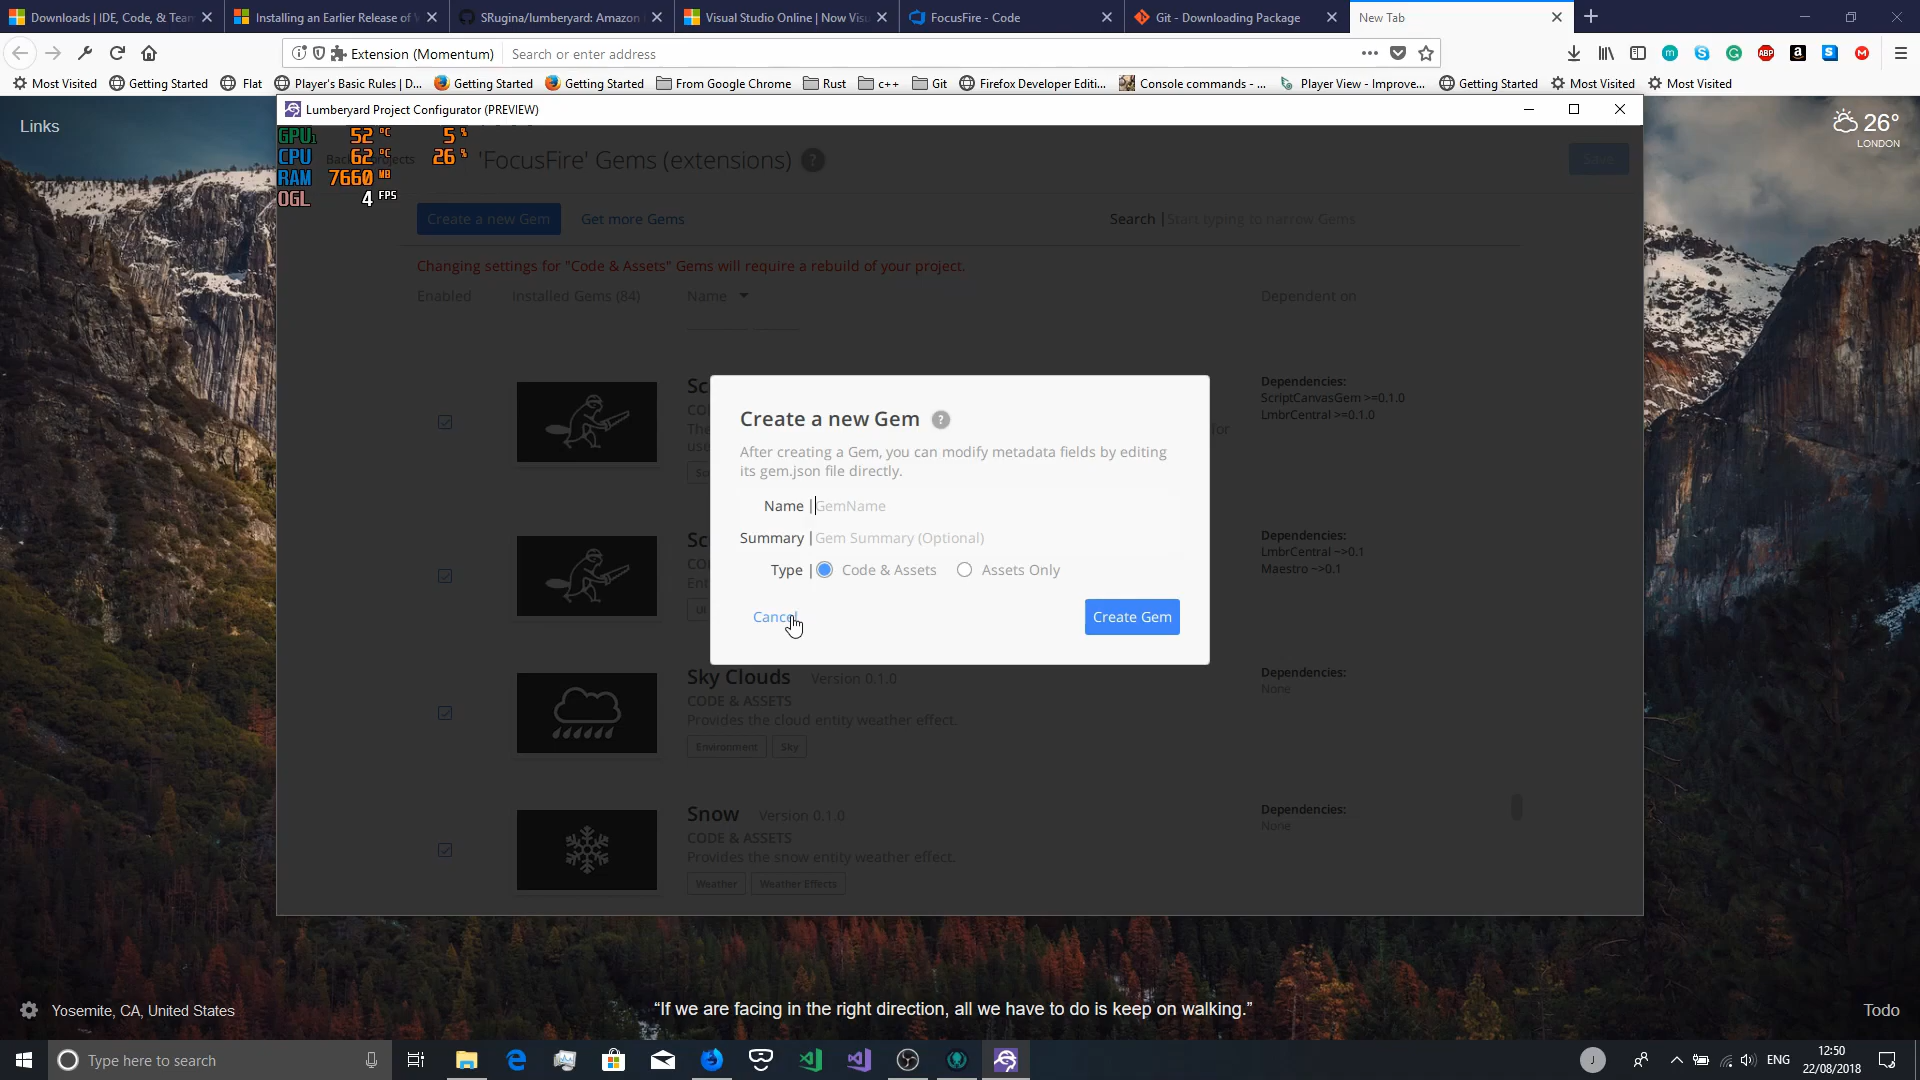 Downloads | IDE, Code, & Tean
Installing an Earlier Release of
SRugina/lumberyard: Amazon
Visual Studio Online | Now Visu
FocusFire - Code
Git - Downloading Package
New Tab
Extension (Momentum)
Search or enter address
Most Visited
Getting Started
Flat
Player's Basic Rules | D...
Getting Started
Getting Started
From Google Chrome
Rust
c++
Git
Firefox Developer Editi...
Console commands - ...
Player View - Improve...
Getting Started
Most Visited
Most Visited
Links
26°
LONDON
Lumberyard Project Configurator (PREVIEW)
GPU1 52 °C 5 %
CPU 62 °C 26 %
RAM 7660 MB
OGL 4 FPS
'FocusFire' Gems (extensions) ?
Save
Create a new Gem
Get more Gems
Search | Start typing to narrow Gems
Changing settings for "Code & Assets" Gems will require a rebuild of your project.
Enabled
Installed Gems (84)
Name
Dependent on
Dependencies:
ScriptCanvasGem >=0.1.0
LmbrCentral >=0.1.0
Create a new Gem ?
After creating a Gem, you can modify metadata fields by editing
its gem.json file directly.
Name | GemName
Summary | Gem Summary (Optional)
Type | Code & Assets Assets Only
Cancel
Create Gem
Dependencies:
LmbrCentral ~>0.1
Maestro ~>0.1
Sky Clouds Version 0.1.0
CODE & ASSETS
Provides the cloud entity weather effect.
Environment
Sky
Dependencies:
None
Snow Version 0.1.0
CODE & ASSETS
Provides the snow entity weather effect.
Weather
Weather Effects
Dependencies:
None
Yosemite, CA, United States
“If we are facing in the right direction, all we have to do is keep on walking.”
Todo
Type here to search
J
ENG
12:50
22/08/2018